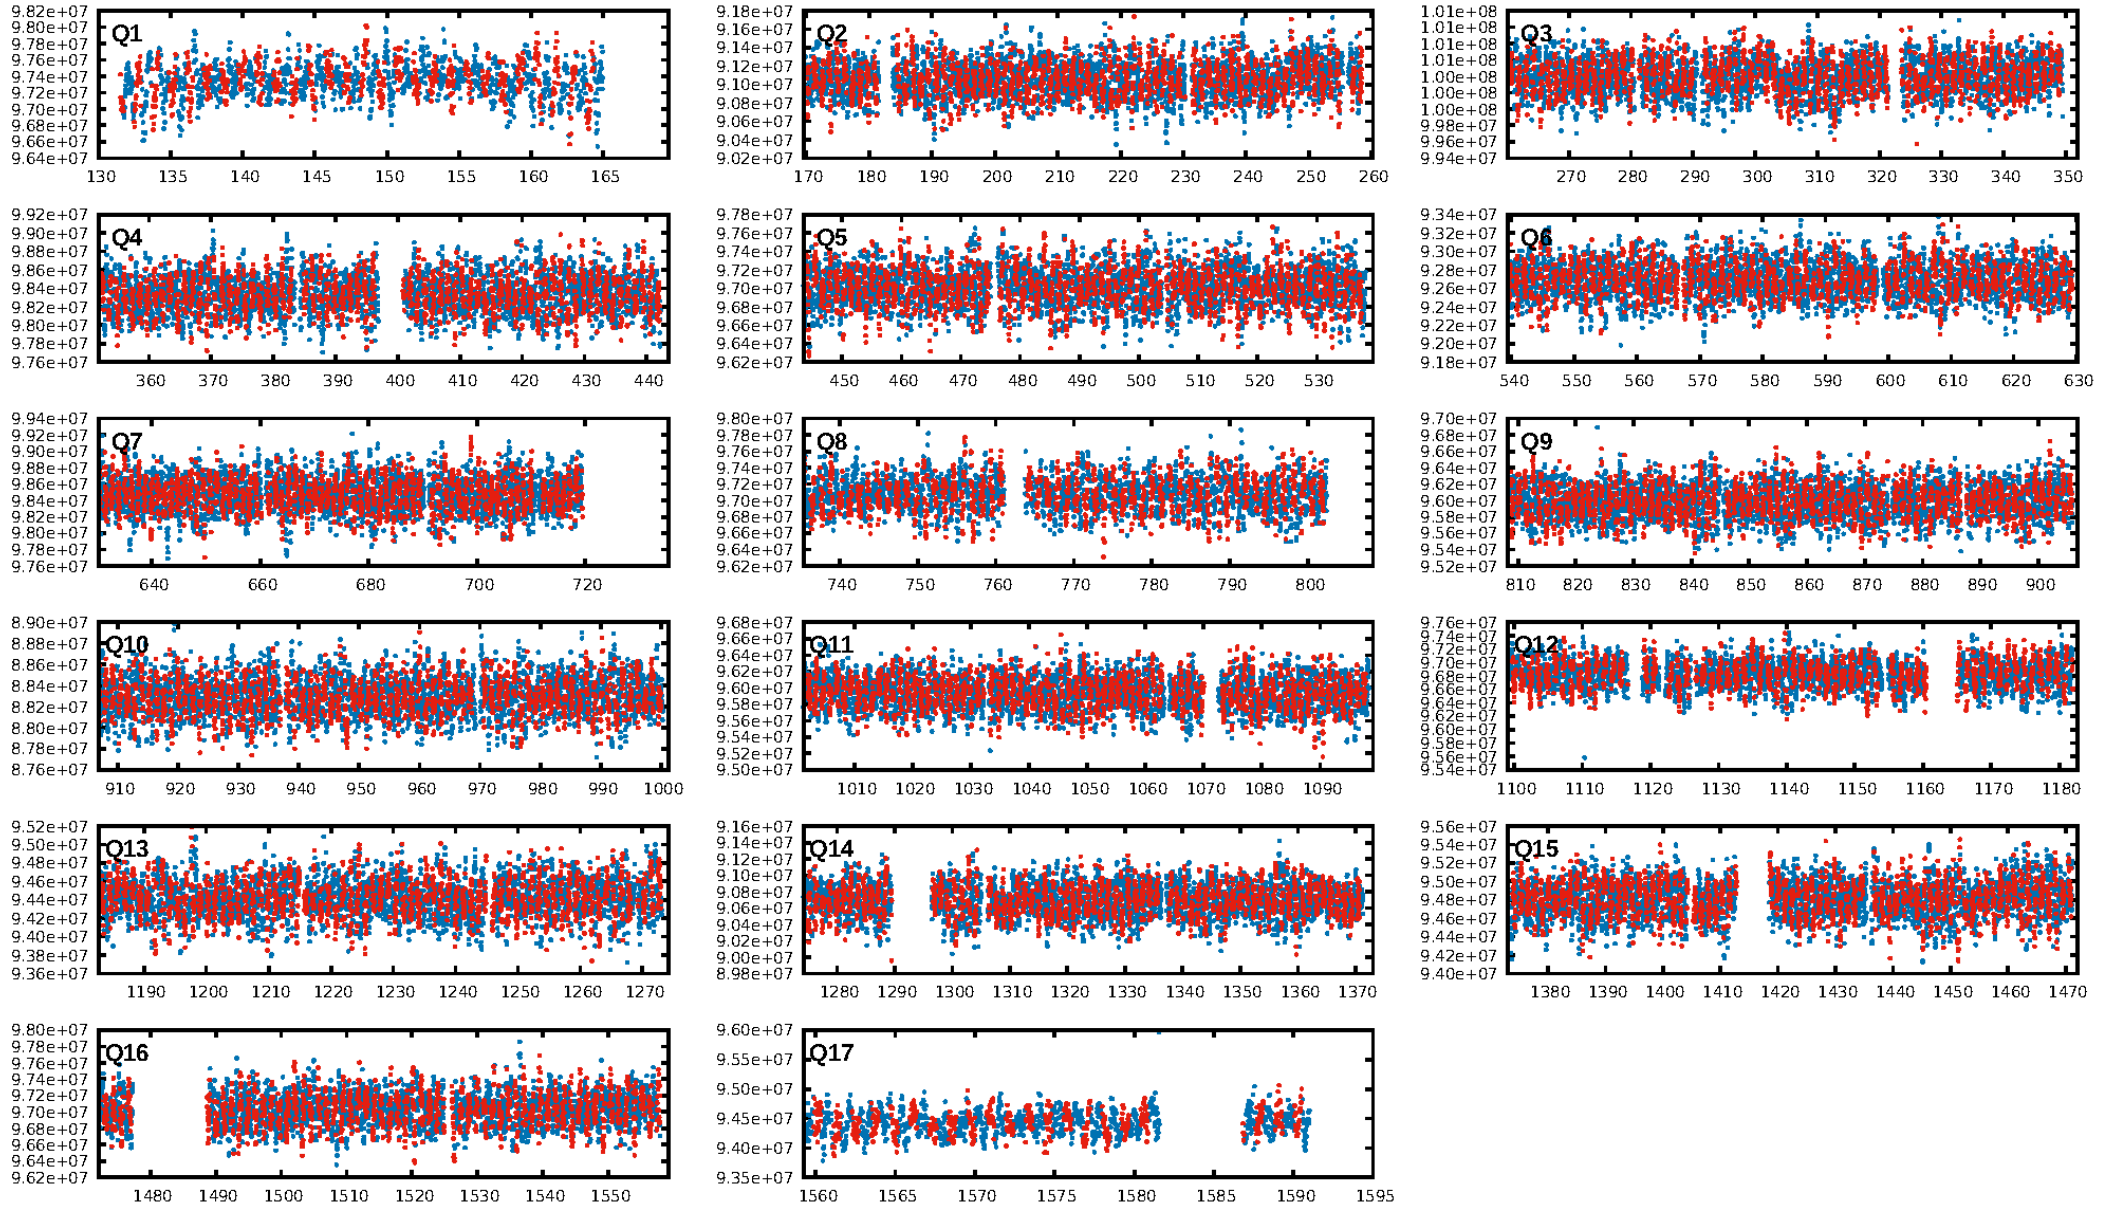 Q1
9.82e+07
9.80e+07
9.78e+07
9.76e+07
9.74e+07
9.72e+07
9.70e+07
9.68e+07
9.66e+07
9.64e+07
130 135 140 145 150 155 160 165
Q2
9.18e+07
9.16e+07
9.14e+07
9.12e+07
9.10e+07
9.08e+07
9.06e+07
9.04e+07
9.02e+07
170 180 190 200 210 220 230 240 250 260
Q3
1.01e+08
1.01e+08
1.01e+08
1.01e+08
1.00e+08
1.00e+08
1.00e+08
9.98e+07
9.96e+07
9.94e+07
270 280 290 300 310 320 330 340 350
Q4
9.92e+07
9.90e+07
9.88e+07
9.86e+07
9.84e+07
9.82e+07
9.80e+07
9.78e+07
9.76e+07
360 370 380 390 400 410 420 430 440
Q5
9.78e+07
9.76e+07
9.74e+07
9.72e+07
9.70e+07
9.68e+07
9.66e+07
9.64e+07
9.62e+07
450 460 470 480 490 500 510 520 530
Q6
9.34e+07
9.32e+07
9.30e+07
9.28e+07
9.26e+07
9.24e+07
9.22e+07
9.20e+07
9.18e+07
540 550 560 570 580 590 600 610 620 630
Q7
9.94e+07
9.92e+07
9.90e+07
9.88e+07
9.86e+07
9.84e+07
9.82e+07
9.80e+07
9.78e+07
9.76e+07
640 660 680 700 720
Q8
9.80e+07
9.78e+07
9.76e+07
9.74e+07
9.72e+07
9.70e+07
9.68e+07
9.66e+07
9.64e+07
9.62e+07
740 750 760 770 780 790 800
Q9
9.70e+07
9.68e+07
9.66e+07
9.64e+07
9.62e+07
9.60e+07
9.58e+07
9.56e+07
9.54e+07
9.52e+07
810 820 830 840 850 860 870 880 890 900
Q10
8.90e+07
8.88e+07
8.86e+07
8.84e+07
8.82e+07
8.80e+07
8.78e+07
8.76e+07
910 920 930 940 950 960 970 980 990 1000
Q11
9.68e+07
9.66e+07
9.64e+07
9.62e+07
9.60e+07
9.58e+07
9.56e+07
9.54e+07
9.52e+07
9.50e+07
1010 1020 1030 1040 1050 1060 1070 1080 1090
Q12
9.76e+07
9.74e+07
9.72e+07
9.70e+07
9.68e+07
9.66e+07
9.64e+07
9.62e+07
9.60e+07
9.58e+07
9.56e+07
9.54e+07
1100 1110 1120 1130 1140 1150 1160 1170 1180
Q13
9.52e+07
9.50e+07
9.48e+07
9.46e+07
9.44e+07
9.42e+07
9.40e+07
9.38e+07
9.36e+07
1190 1200 1210 1220 1230 1240 1250 1260 1270
Q14
9.16e+07
9.14e+07
9.12e+07
9.10e+07
9.08e+07
9.06e+07
9.04e+07
9.02e+07
9.00e+07
8.98e+07
1280 1290 1300 1310 1320 1330 1340 1350 1360 1370
Q15
9.56e+07
9.54e+07
9.52e+07
9.50e+07
9.48e+07
9.46e+07
9.44e+07
9.42e+07
9.40e+07
1380 1390 1400 1410 1420 1430 1440 1450 1460 1470
Q16
9.80e+07
9.78e+07
9.76e+07
9.74e+07
9.72e+07
9.70e+07
9.68e+07
9.66e+07
9.64e+07
9.62e+07
1480 1490 1500 1510 1520 1530 1540 1550
Q17
9.60e+07
9.55e+07
9.50e+07
9.45e+07
9.40e+07
9.35e+07
1560 1565 1570 1575 1580 1585 1590 1595